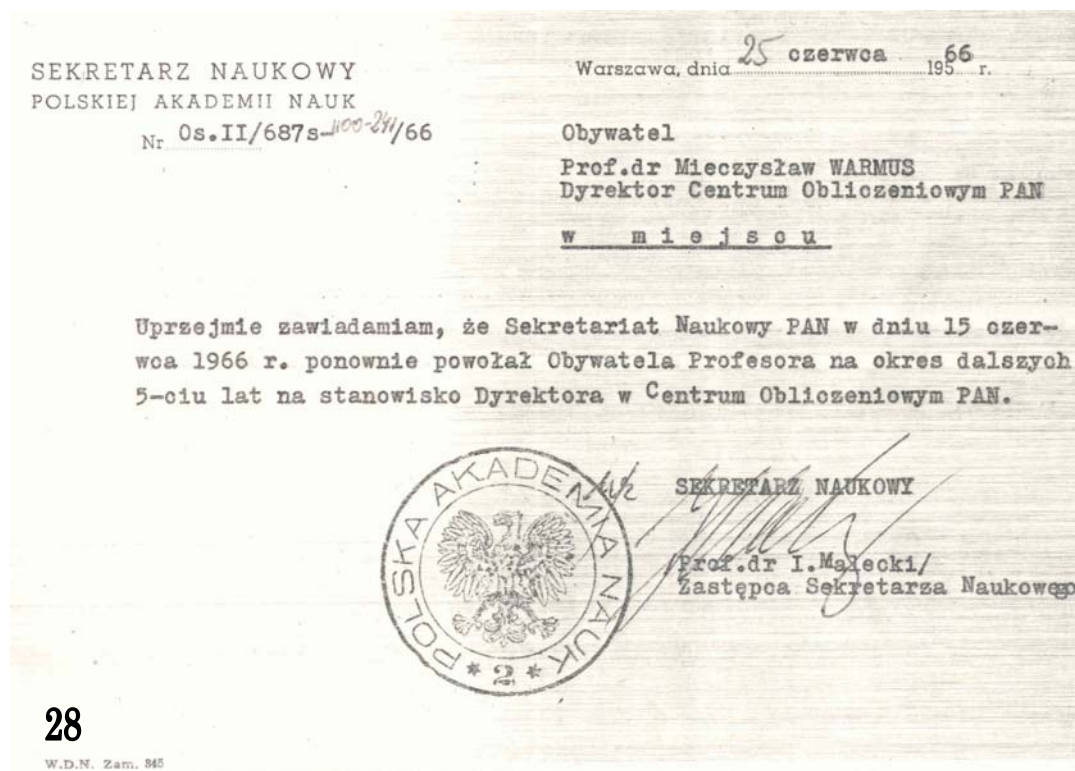 SEKRETARZ NAUKOWY
POLSKIEJ AKADEMII NAUK
Nr Os.II/687s-1100-241/66
Warszawa, dnia 25 czerwca 1966 r.
Obywatel
Prof.dr Mieczysław WARMUS
Dyrektor Centrum Obliczeniowym PAN
w miejscu
Uprzejmie zawiadamiam, że Sekretariat Naukowy PAN w dniu 15 czer-
wca 1966 r. ponownie powołał Obywatela Profesora na okres dalszych
5-ciu lat na stanowisko Dyrektora w Centrum Obliczeniowym PAN.
POLSKA AKADEMIA NAUK
* 2 *
SEKRETARZ NAUKOWY
/Prof.dr I.Małecki/
Zastępca Sekretarza Naukowego
28
W.D.N. Zam. 845